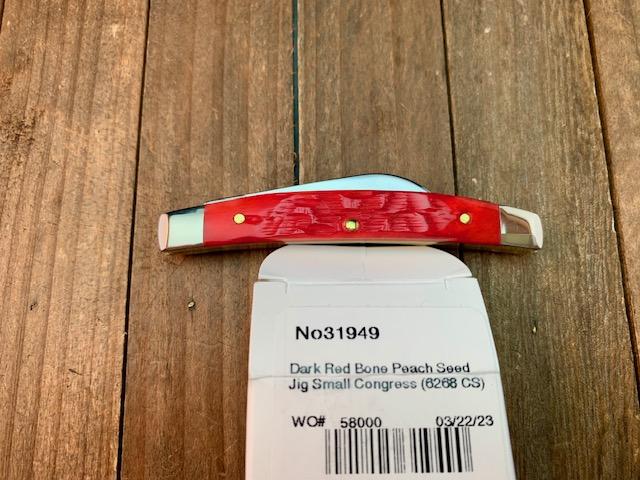 No31949
Dark Red Bone Peach Seed
Jig Small Congress (6268 CS)
WO# 58000 03/22/23